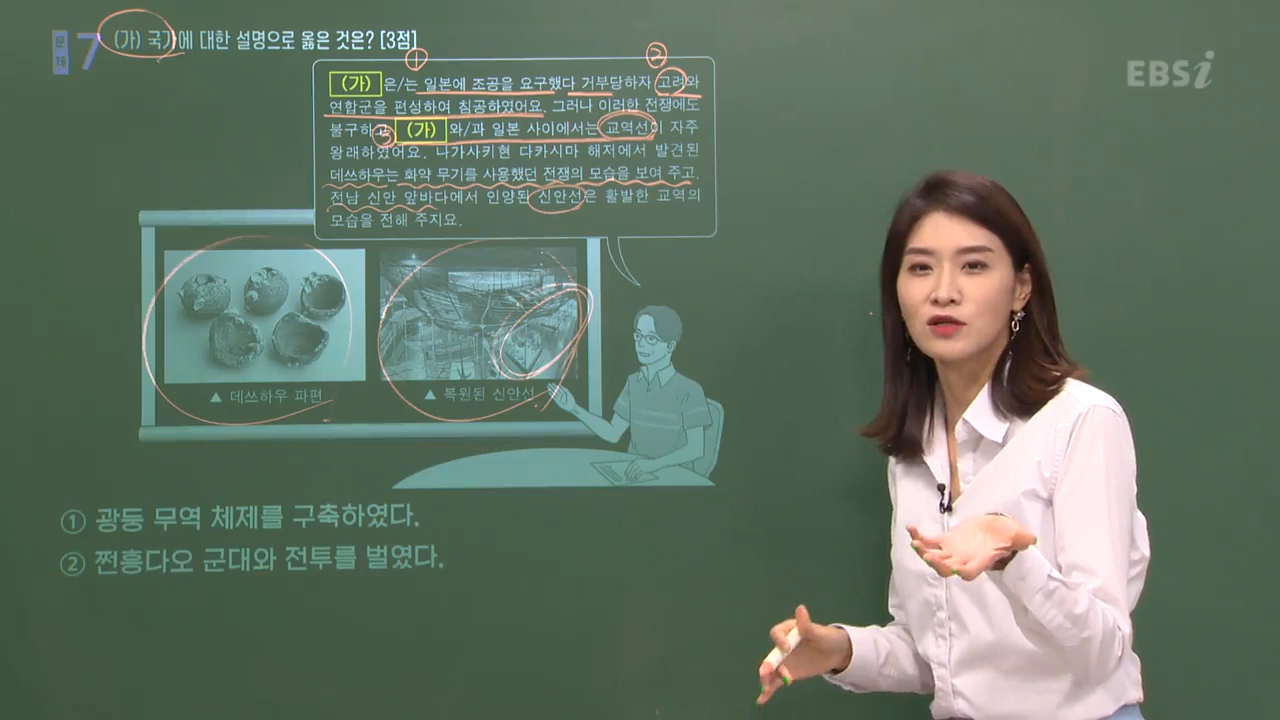 문제 7 (가) 국가에 대한 설명으로 옳은 것은? [3점]
EBSi
① ②
(가) 은/는 일본에 조공을 요구했다 거부당하자 고려와
연합군을 편성하여 침공하였어요. 그러나 이러한 전쟁에도
불구하고 ③ (가) 와/과 일본 사이에서는 교역선이 자주
왕래하였어요. 나가사키현 다카시마 해저에서 발견된
데쓰하우는 화약 무기를 사용했던 전쟁의 모습을 보여 주고,
전남 신안 앞바다에서 인양된 신안선은 활발한 교역의
모습을 전해 주지요.
▲ 데쓰하우 파편
▲ 복원된 신안선
① 광둥 무역 체제를 구축하였다.
② 쩐흥다오 군대와 전투를 벌였다.